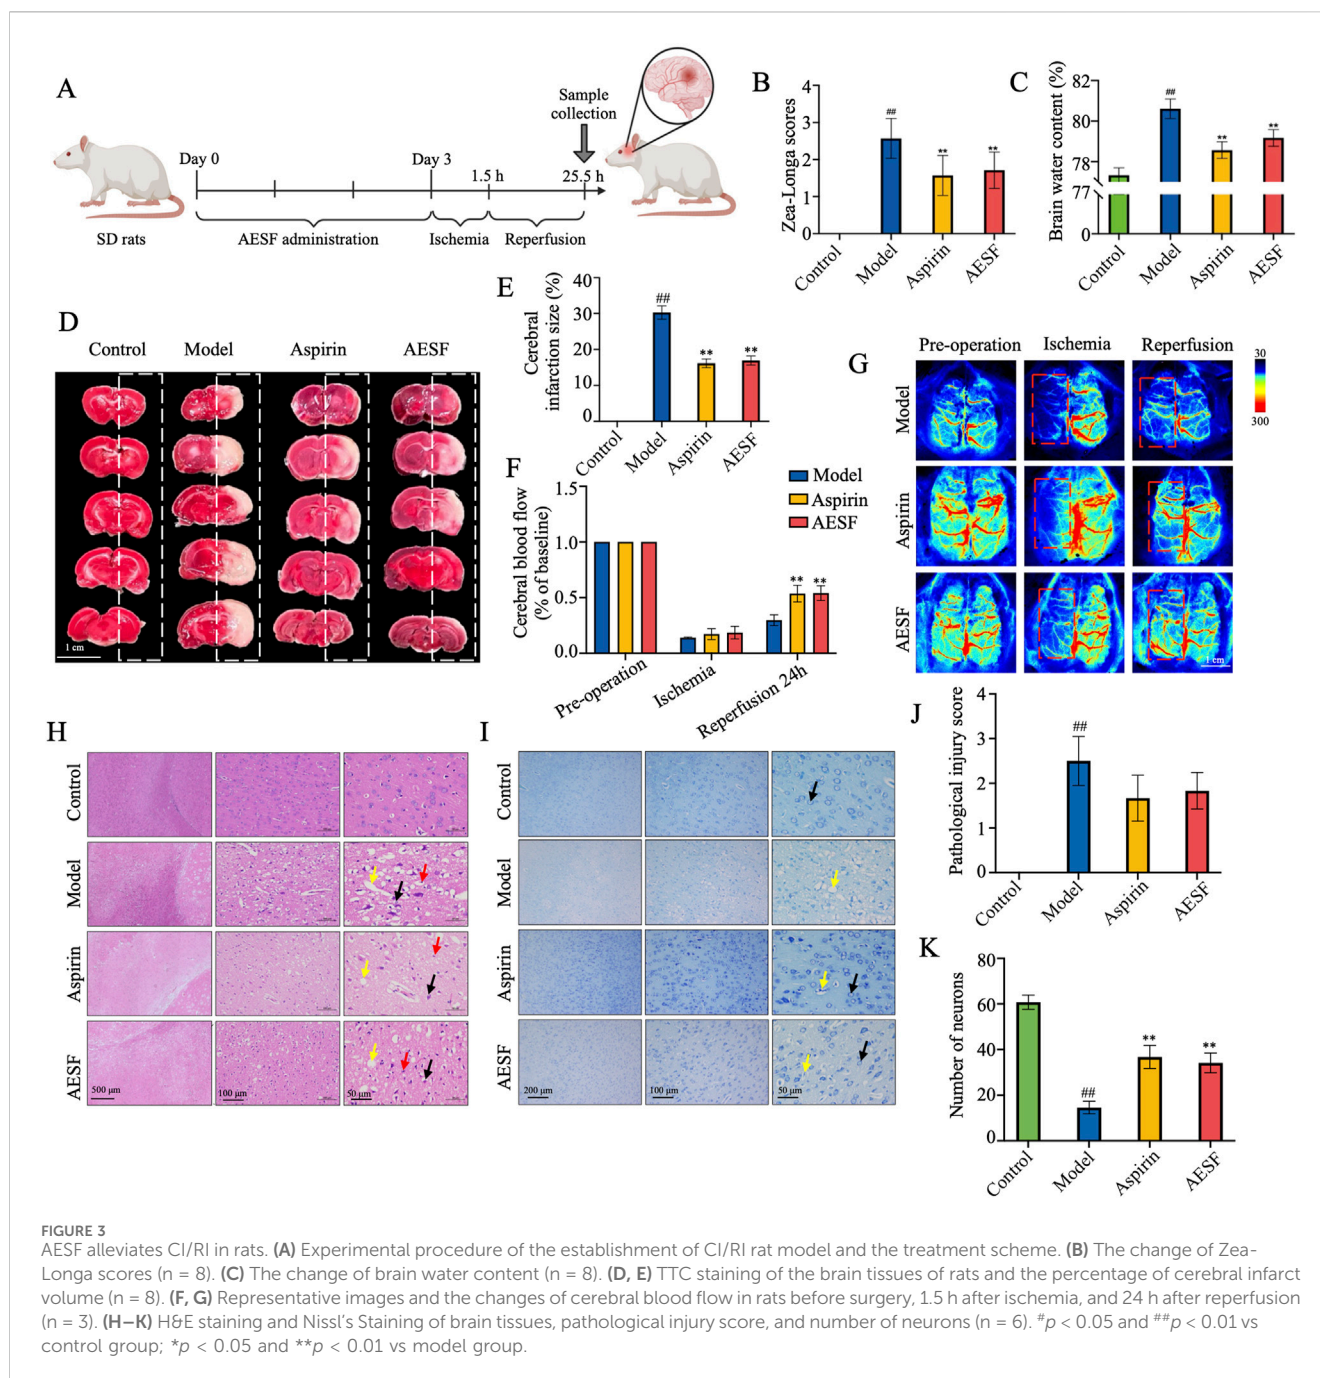 A
Sample
collection
Day 0
Day 3
1.5 h
25.5 h
SD rats
AESF administration
Ischemia
Reperfusion
B
Zea-Longa scores
4
3
2
1
0
##
**
**
Control
Model
Aspirin
AESF
C
Brain water content (%)
82
80
78
77
0
##
**
**
Control
Model
Aspirin
AESF
D
Control
Model
Aspirin
AESF
1 cm
E
Cerebral
infarction size (%)
40
30
20
10
0
##
**
**
Control
Model
Aspirin
AESF
F
Model
Aspirin
AESF
Cerebral blood flow
(% of baseline)
1.5
1.0
0.5
0.0
**
**
Pre-operation
Ischemia
Reperfusion 24h
G
Pre-operation
Ischemia
Reperfusion
Model
Aspirin
AESF
30
300
1 cm
H
Control
Model
Aspirin
AESF
500 µm
100 µm
50 µm
I
Control
Model
Aspirin
AESF
200 µm
100 µm
50 µm
J
Pathological injury score
4
3
2
1
0
##
Control
Model
Aspirin
AESF
K
Number of neurons
80
60
40
20
0
##
**
**
Control
Model
Aspirin
AESF
FIGURE 3
AESF alleviates CI/RI in rats. (A) Experimental procedure of the establishment of CI/RI rat model and the treatment scheme. (B) The change of Zea-
Longa scores (n = 8). (C) The change of brain water content (n = 8). (D, E) TTC staining of the brain tissues of rats and the percentage of cerebral infarct
volume (n = 8). (F, G) Representative images and the changes of cerebral blood flow in rats before surgery, 1.5 h after ischemia, and 24 h after reperfusion
(n = 3). (H–K) H&E staining and Nissl's Staining of brain tissues, pathological injury score, and number of neurons (n = 6). #p < 0.05 and ##p < 0.01 vs
control group; *p < 0.05 and **p < 0.01 vs model group.